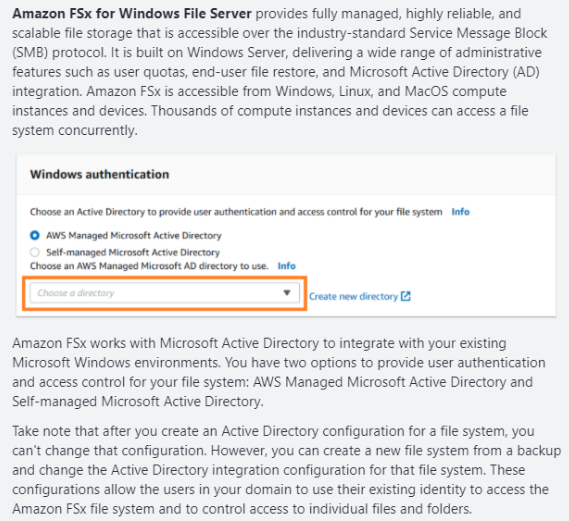 Amazon FSx for Windows File Server provides fully managed, highly reliable, and
scalable file storage that is accessible over the industry-standard Service Message Block
(SMB) protocol. It is built on Windows Server, delivering a wide range of administrative
features such as user quotas, end-user file restore, and Microsoft Active Directory (AD)
integration. Amazon FSx is accessible from Windows, Linux, and MacOS compute
instances and devices. Thousands of compute instances and devices can access a file
system concurrently.
Windows authentication
Choose an Active Directory to provide user authentication and access control for your file system Info
AWS Managed Microsoft Active Directory
Self-managed Microsoft Active Directory
Choose an AWS Managed Microsoft AD directory to use. Info
Choose a directory
Create new directory
Amazon FSx works with Microsoft Active Directory to integrate with your existing
Microsoft Windows environments. You have two options to provide user authentication
and access control for your file system: AWS Managed Microsoft Active Directory and
Self-managed Microsoft Active Directory.
Take note that after you create an Active Directory configuration for a file system, you
can't change that configuration. However, you can create a new file system from a backup
and change the Active Directory integration configuration for that file system. These
configurations allow the users in your domain to use their existing identity to access the
Amazon FSx file system and to control access to individual files and folders.